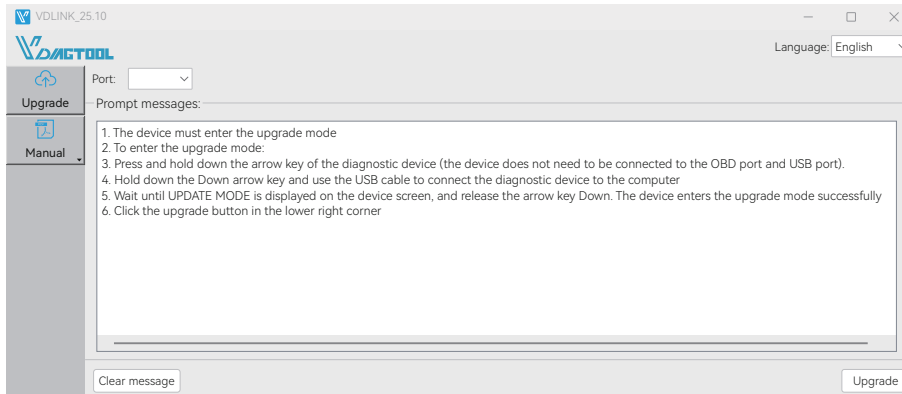 VDLINK_25.10
VDIAGTOOL
Language: English
Upgrade
Port:
Prompt messages:
Manual
1. The device must enter the upgrade mode
2. To enter the upgrade mode:
3. Press and hold down the arrow key of the diagnostic device (the device does not need to be connected to the OBD port and USB port).
4. Hold down the Down arrow key and use the USB cable to connect the diagnostic device to the computer
5. Wait until UPDATE MODE is displayed on the device screen, and release the arrow key Down. The device enters the upgrade mode successfully
6. Click the upgrade button in the lower right corner
Clear message
Upgrade